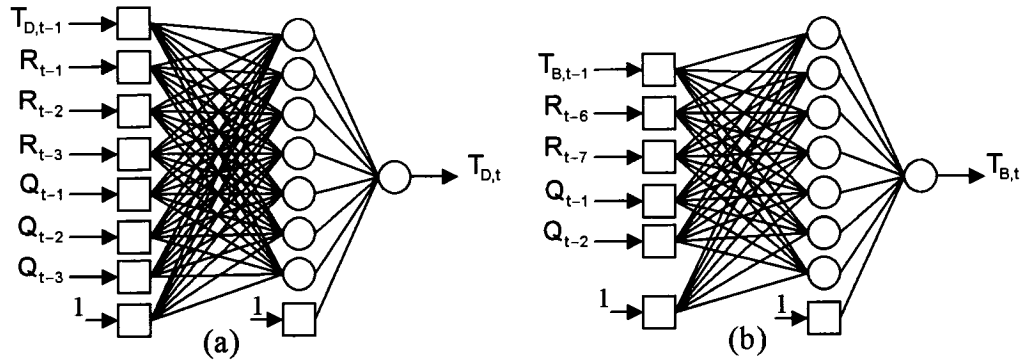 T_{D,t-1}
R_{t-1}
R_{t-2}
R_{t-3}
Q_{t-1}
Q_{t-2}
Q_{t-3}
1
1
T_{D,t}
(a)
T_{B,t-1}
R_{t-6}
R_{t-7}
Q_{t-1}
Q_{t-2}
1
1
T_{B,t}
(b)